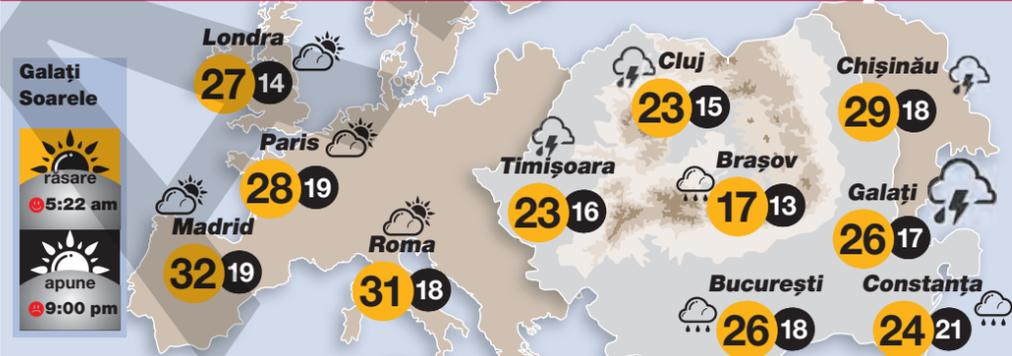 Galați
Soarele
răsare
5:22 am
apune
9:00 pm
Londra
27 14
Paris
28 19
Madrid
32 19
Roma
31 18
Cluj
23 15
Timișoara
23 16
Brașov
17 13
București
26 18
Chișinău
29 18
Galați
26 17
Constanța
24 21